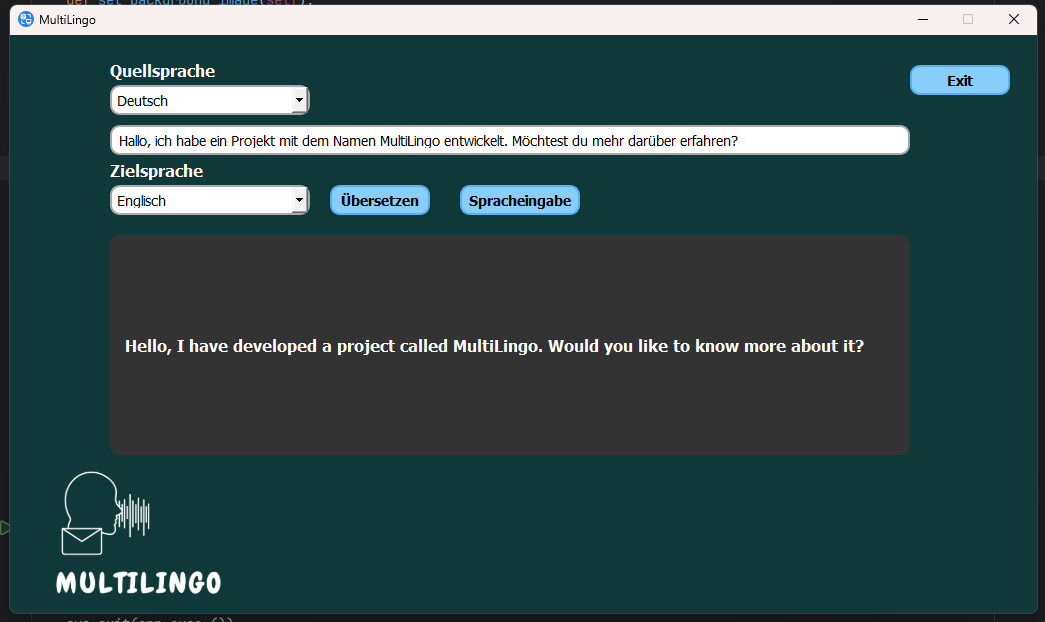 def set_background_image(self):
MultiLingo
Quellsprache
Exit
Deutsch
Hallo, ich habe ein Projekt mit dem Namen MultiLingo entwickelt. Möchtest du mehr darüber erfahren?
Zielsprache
Englisch
Übersetzen
Spracheingabe
Hello, I have developed a project called MultiLingo. Would you like to know more about it?
MULTILINGO
sys.exit(app.exec_())